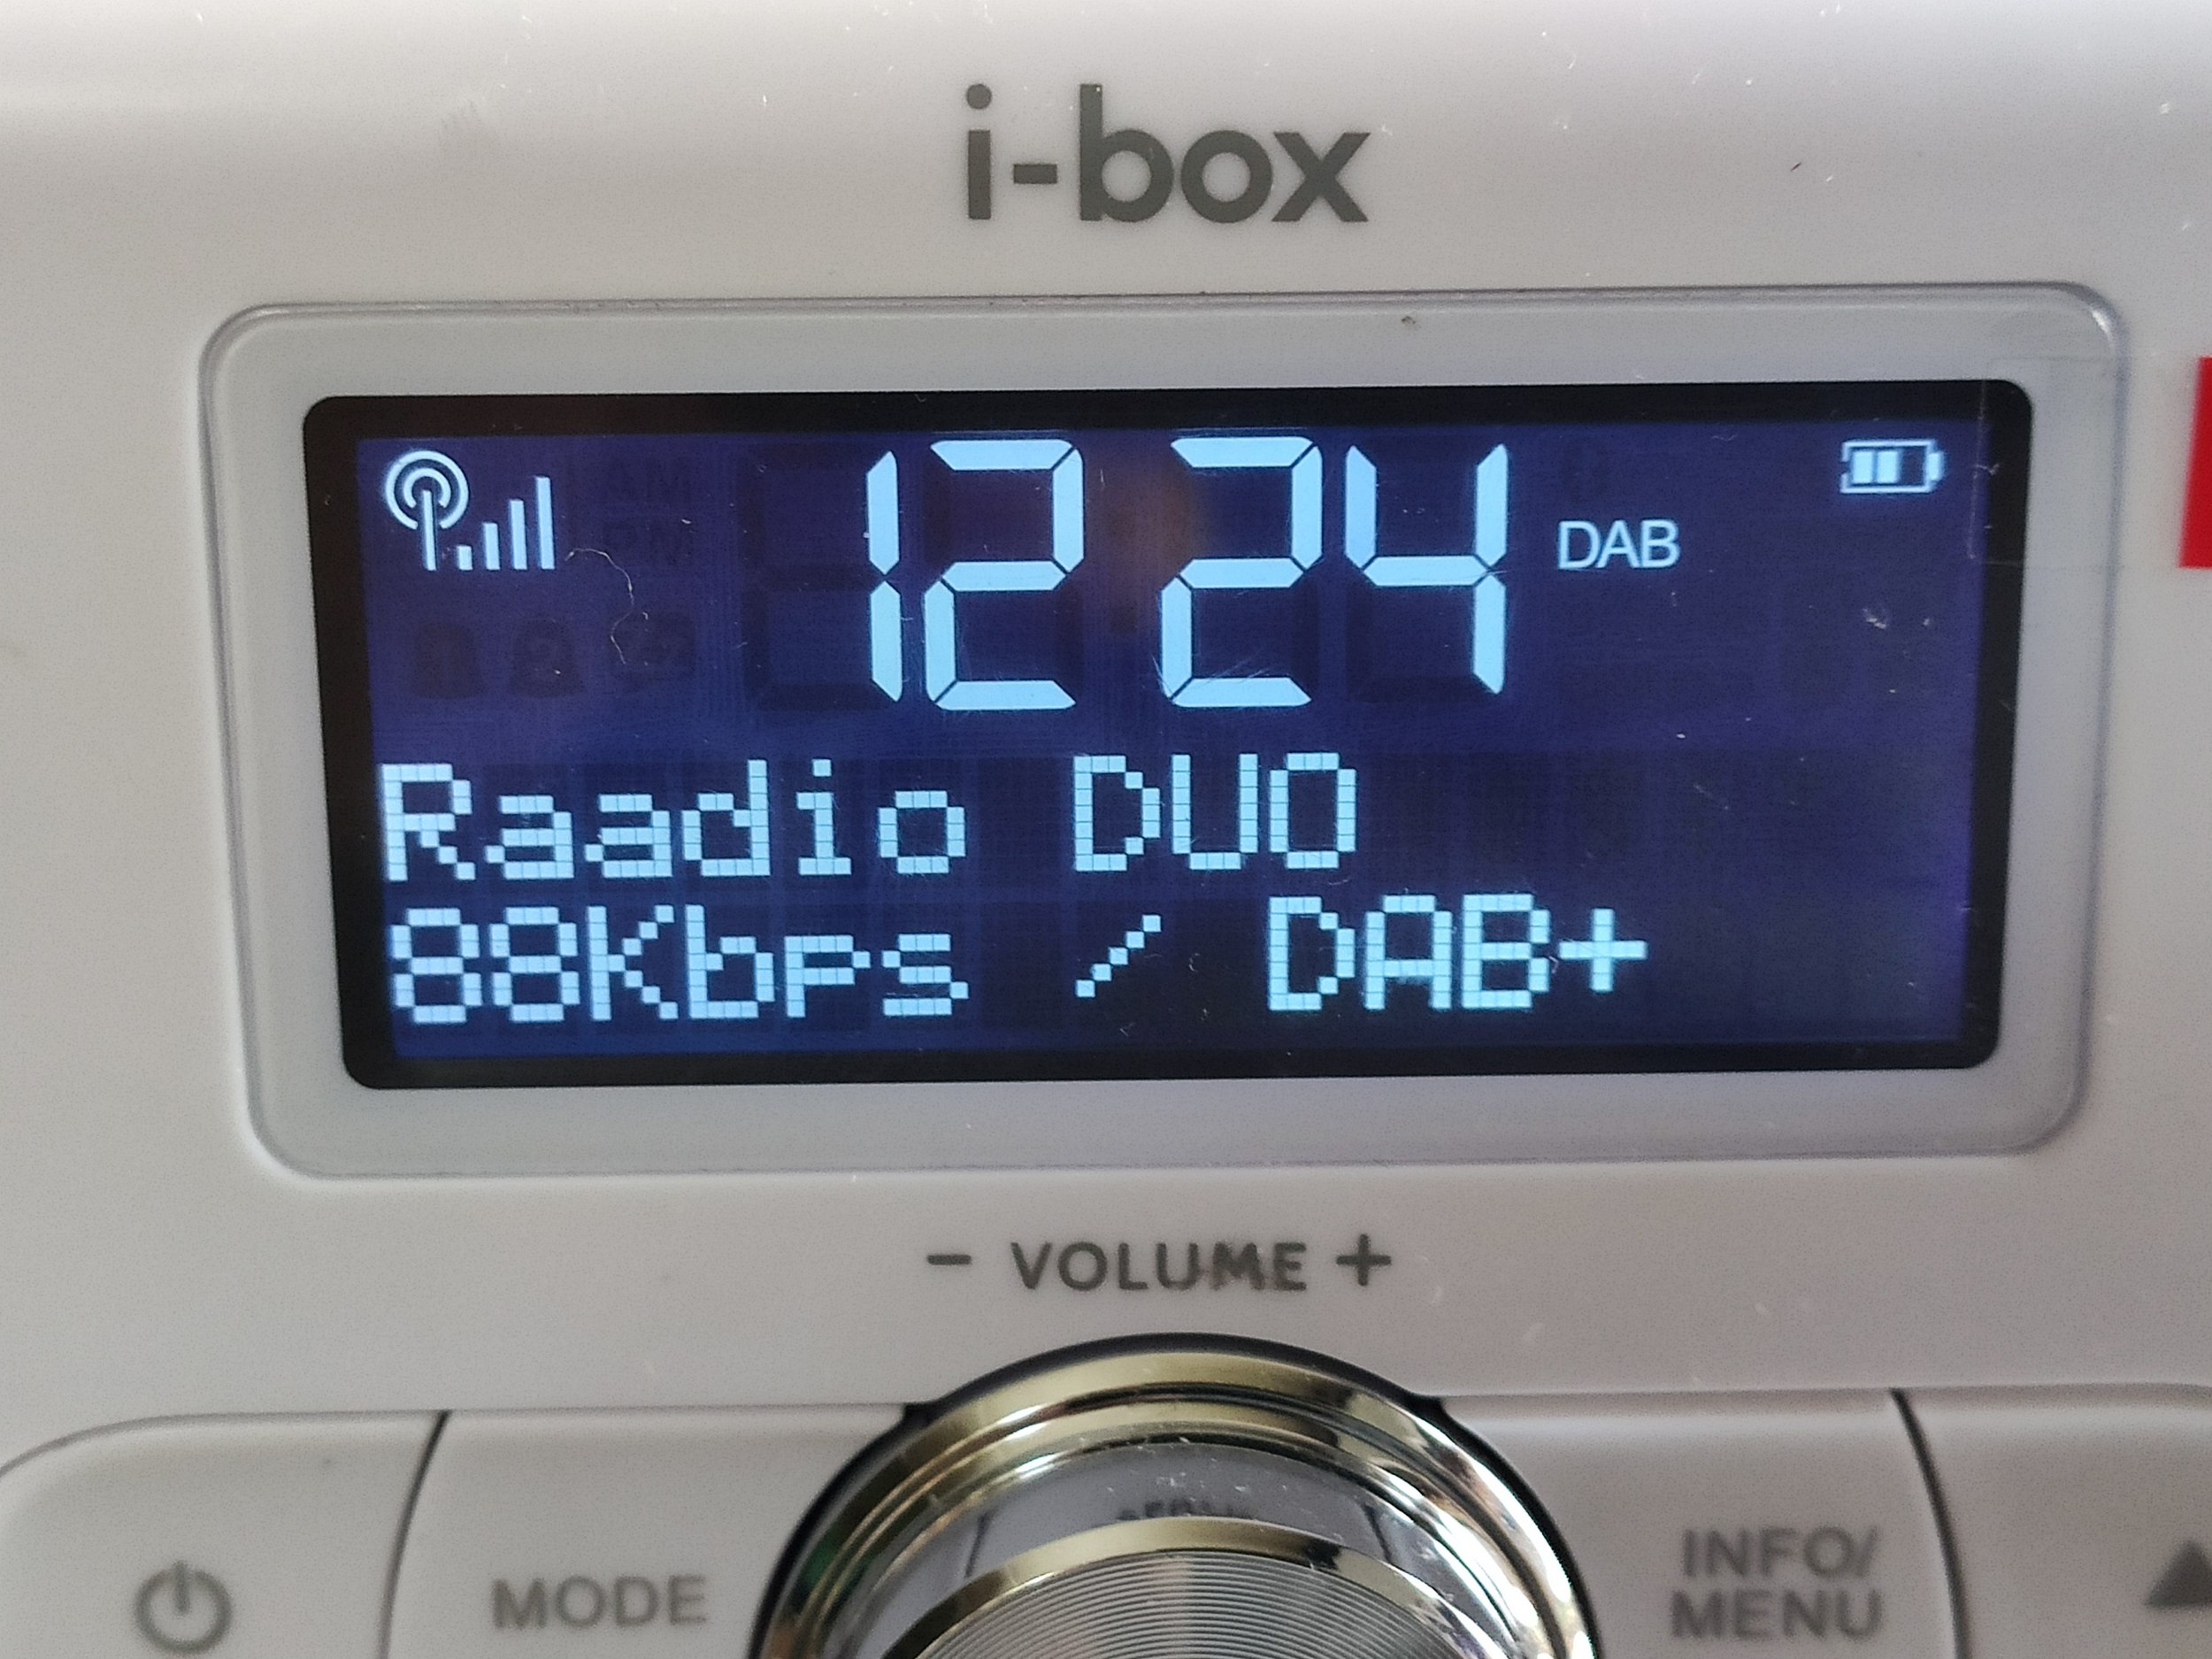 i-box
12 24 DAB
Raadio DUO
88Kbps / DAB+
- VOLUME +
MODE
INFO/
MENU